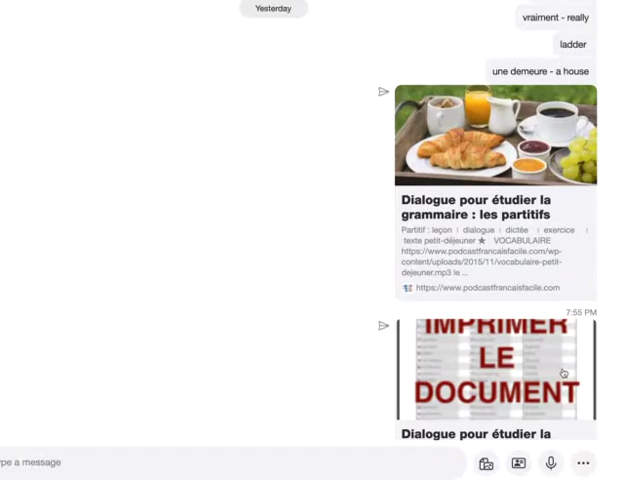 Yesterday
vraiment - really
ladder
une demeure - a house
Dialogue pour étudier la
grammaire : les partitifs
Partitif : leçon I dialogue I dictée I exercice I
texte petit-déjeuner ★ VOCABULAIRE
https://www.podcastfrancaisfacile.com/wp-
content/uploads/2015/11/vocabulaire-petit-
dejeuner.mp3 le ...
https://www.podcastfrancaisfacile.com
7:55 PM
IMPRIMER
LE
DOCUMENT
Dialogue pour étudier la
pe a message